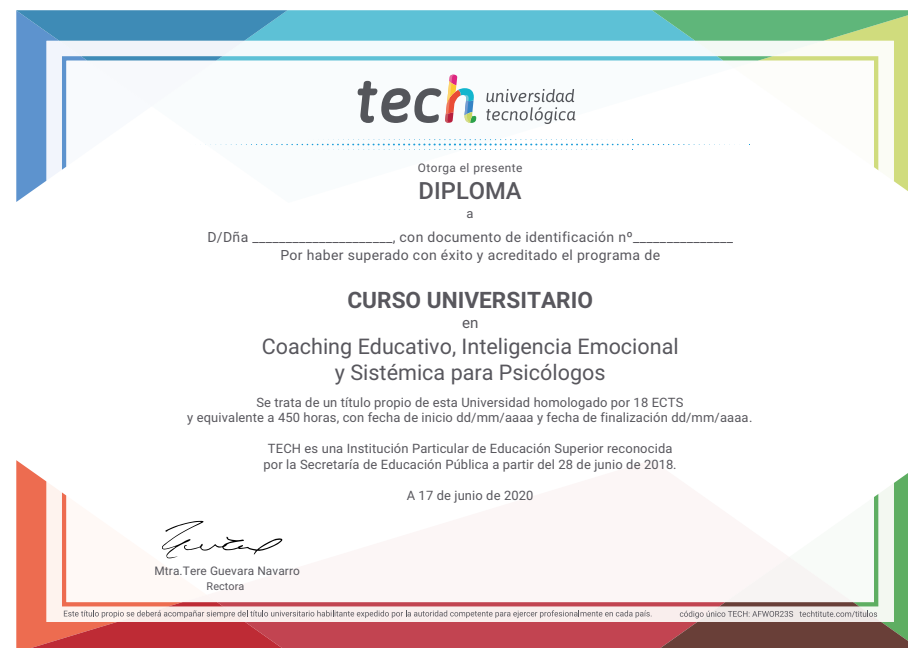 tech universidad
tecnológica
Otorga el presente
DIPLOMA
a
D/Dña ______________________, con documento de identificación nº________________
Por haber superado con éxito y acreditado el programa de
CURSO UNIVERSITARIO
en
Coaching Educativo, Inteligencia Emocional
y Sistémica para Psicólogos
Se trata de un título propio de esta Universidad homologado por 18 ECTS
y equivalente a 450 horas, con fecha de inicio dd/mm/aaaa y fecha de finalización dd/mm/aaaa.
TECH es una Institución Particular de Educación Superior reconocida
por la Secretaría de Educación Pública a partir del 28 de junio de 2018.
A 17 de junio de 2020
Mtra.Tere Guevara Navarro
Rectora
Este título propio se deberá acompañar siempre del título universitario habilitante expedido por la autoridad competente para ejercer profesionalmente en cada país. código único TECH: AFWOR23S techtitute.com/títulos